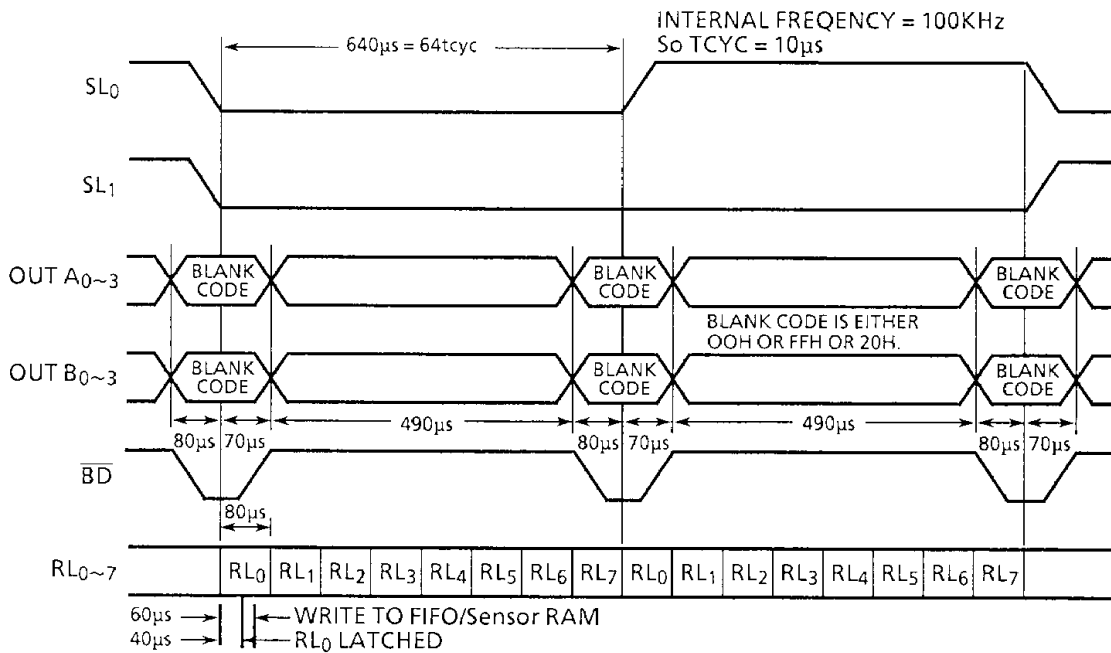 INTERNAL FREQENCY = 100KHz
640µs = 64tcyc
So TCYC = 10µs
SL0
SL1
OUT A0~3
BLANK CODE
BLANK CODE
BLANK CODE
BLANK CODE IS EITHER
OOH OR FFH OR 20H.
OUT B0~3
BLANK CODE
BLANK CODE
BLANK CODE
80µs 70µs 490µs 80µs 70µs 490µs 80µs 70µs
BD
80µs
RL0~7 RL0 RL1 RL2 RL3 RL4 RL5 RL6 RL7 RL0 RL1 RL2 RL3 RL4 RL5 RL6 RL7
60µs WRITE TO FIFO/Sensor RAM
40µs RL0 LATCHED